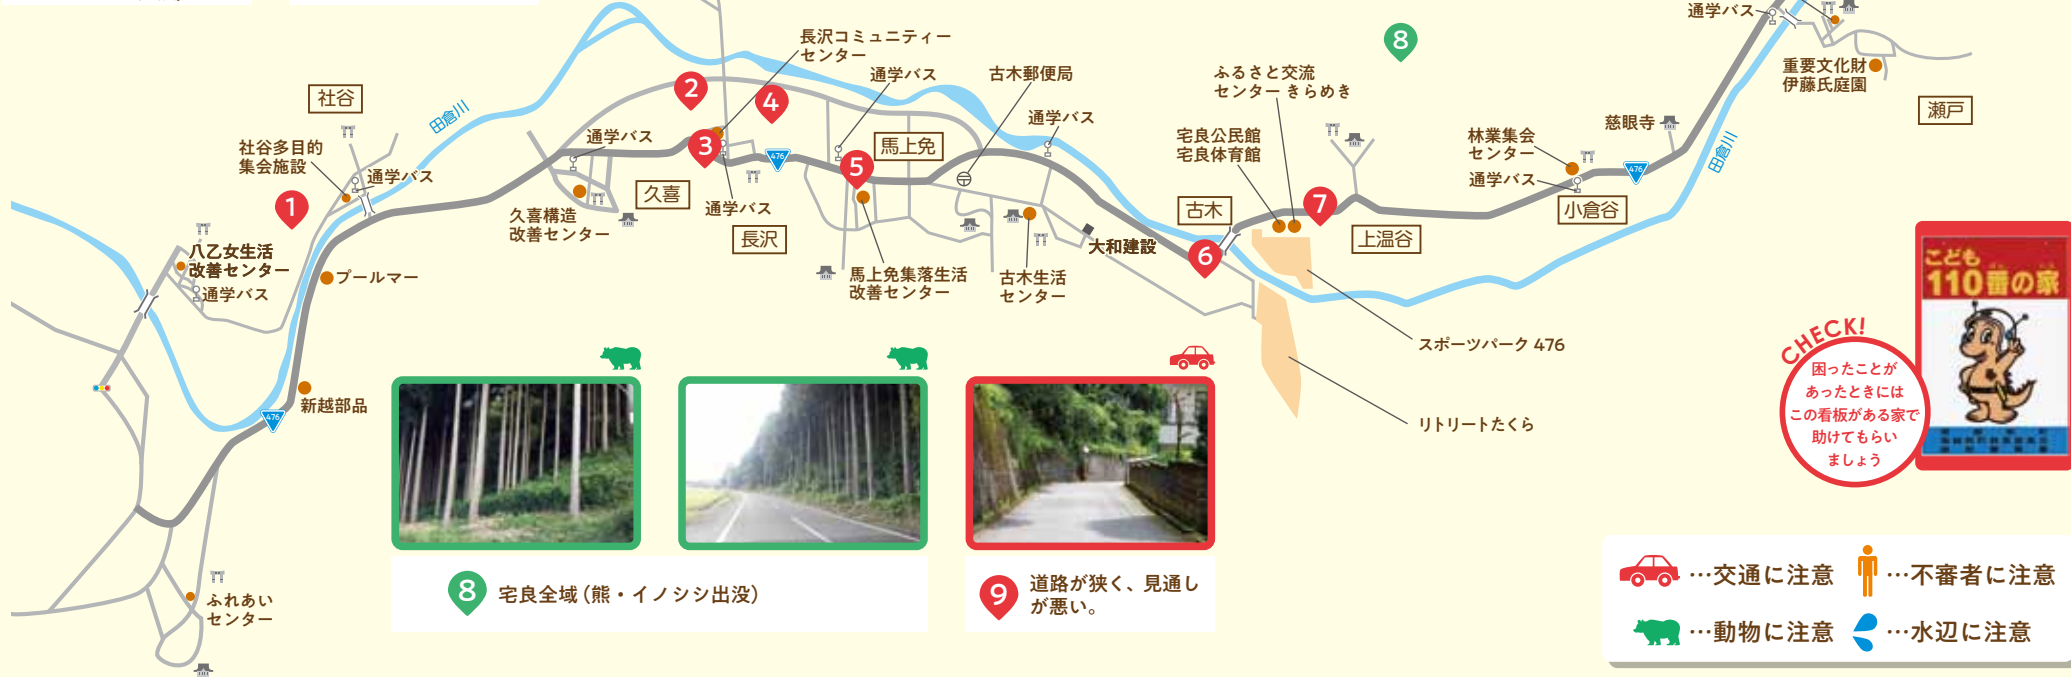 通学バス
重要文化財
伊藤氏庭園
瀬戸
8
長沢コミュニティー
センター
通学バス
古木郵便局
ふるさと交流
センター きらめき
2
4
社谷
田倉川
通学バス
慈眼寺
田倉川
社谷多目的
集会施設
通学バス
通学バス
3
476
5
馬上免
宅良公民館
宅良体育館
林業集会
センター
476
通学バス
1
久喜
通学バス
古木
7
小倉谷
久喜構造
改善センター
長沢
大和建設
6
上温谷
八乙女生活
改善センター
通学バス
プールマー
馬上免集落生活
改善センター
古木生活
センター
スポーツパーク 476
リトリートたくら
新越部品
476
ふれあい
センター
8
宅良全域（熊・イノシシ出没）
9
道路が狭く、見通し
が悪い。
こども
110番の家
CHECK!
困ったことが
あったときには
この看板がある家で
助けてもらい
ましょう
…交通に注意
…不審者に注意
…動物に注意
…水辺に注意